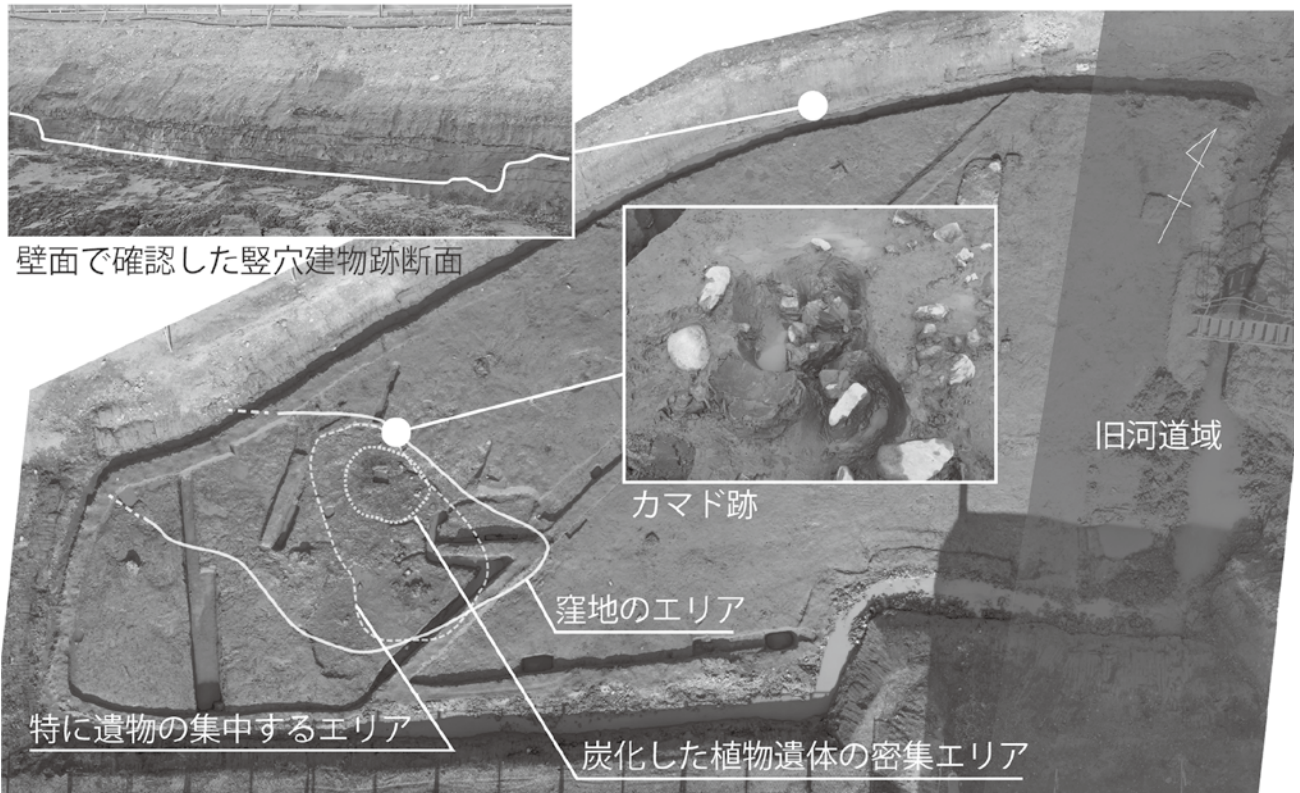 壁面で確認した竪穴建物跡断面
カマド跡
旧河道域
窪地のエリア
特に遺物の集中するエリア
炭化した植物遺体の密集エリア